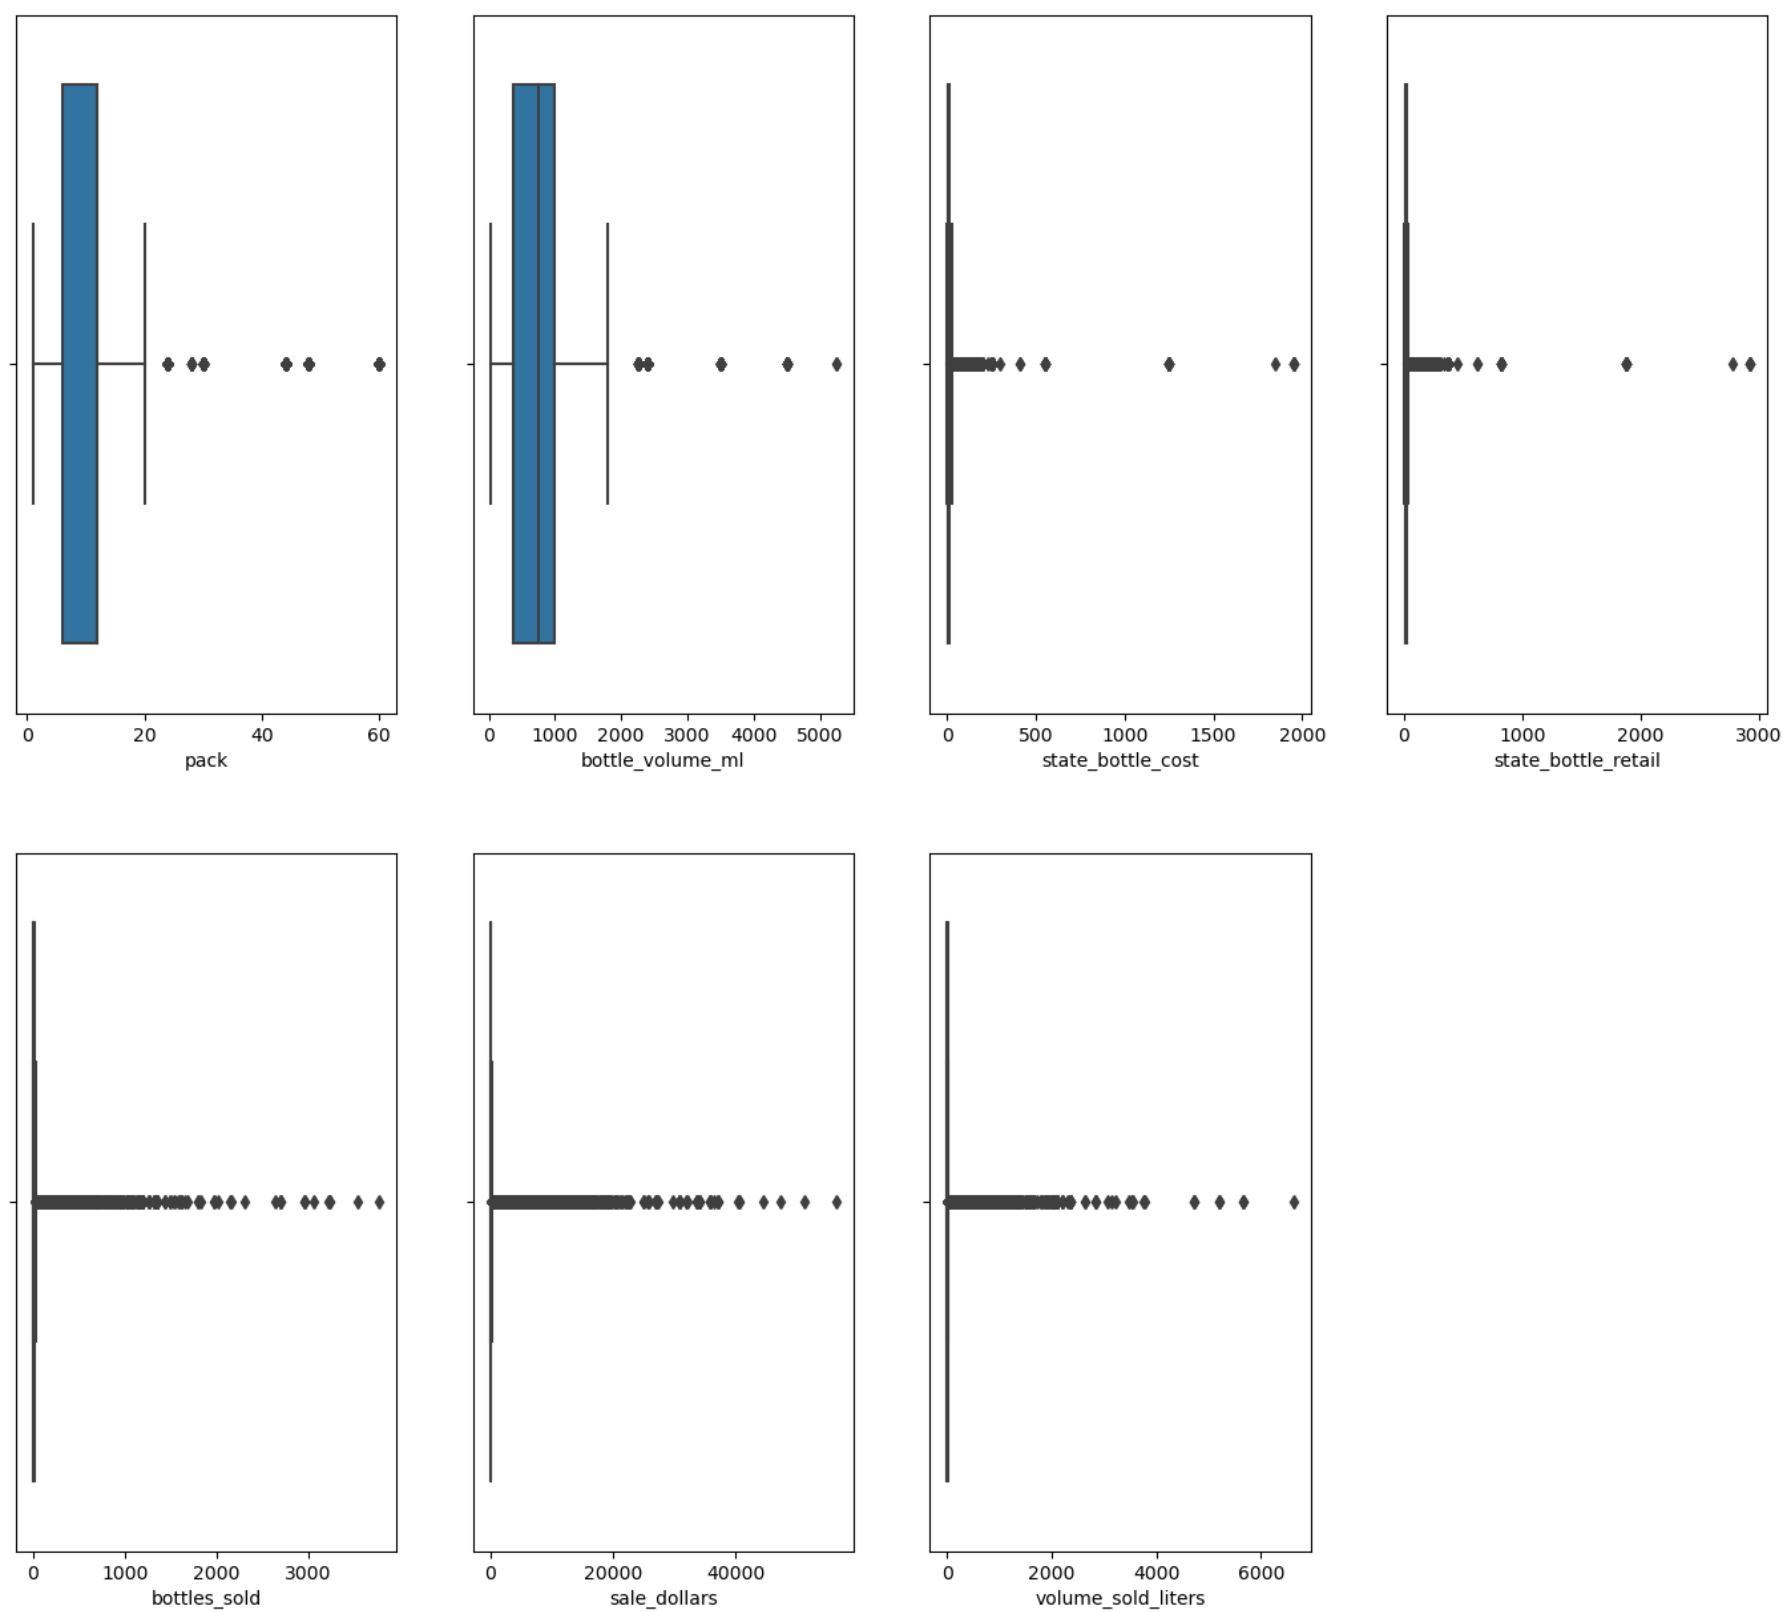 0 20 40 60
pack
0 1000 2000 3000 4000 5000
bottle_volume_ml
0 500 1000 1500 2000
state_bottle_cost
0 1000 2000 3000
state_bottle_retail
0 1000 2000 3000
bottles_sold
0 20000 40000
sale_dollars
0 2000 4000 6000
volume_sold_liters